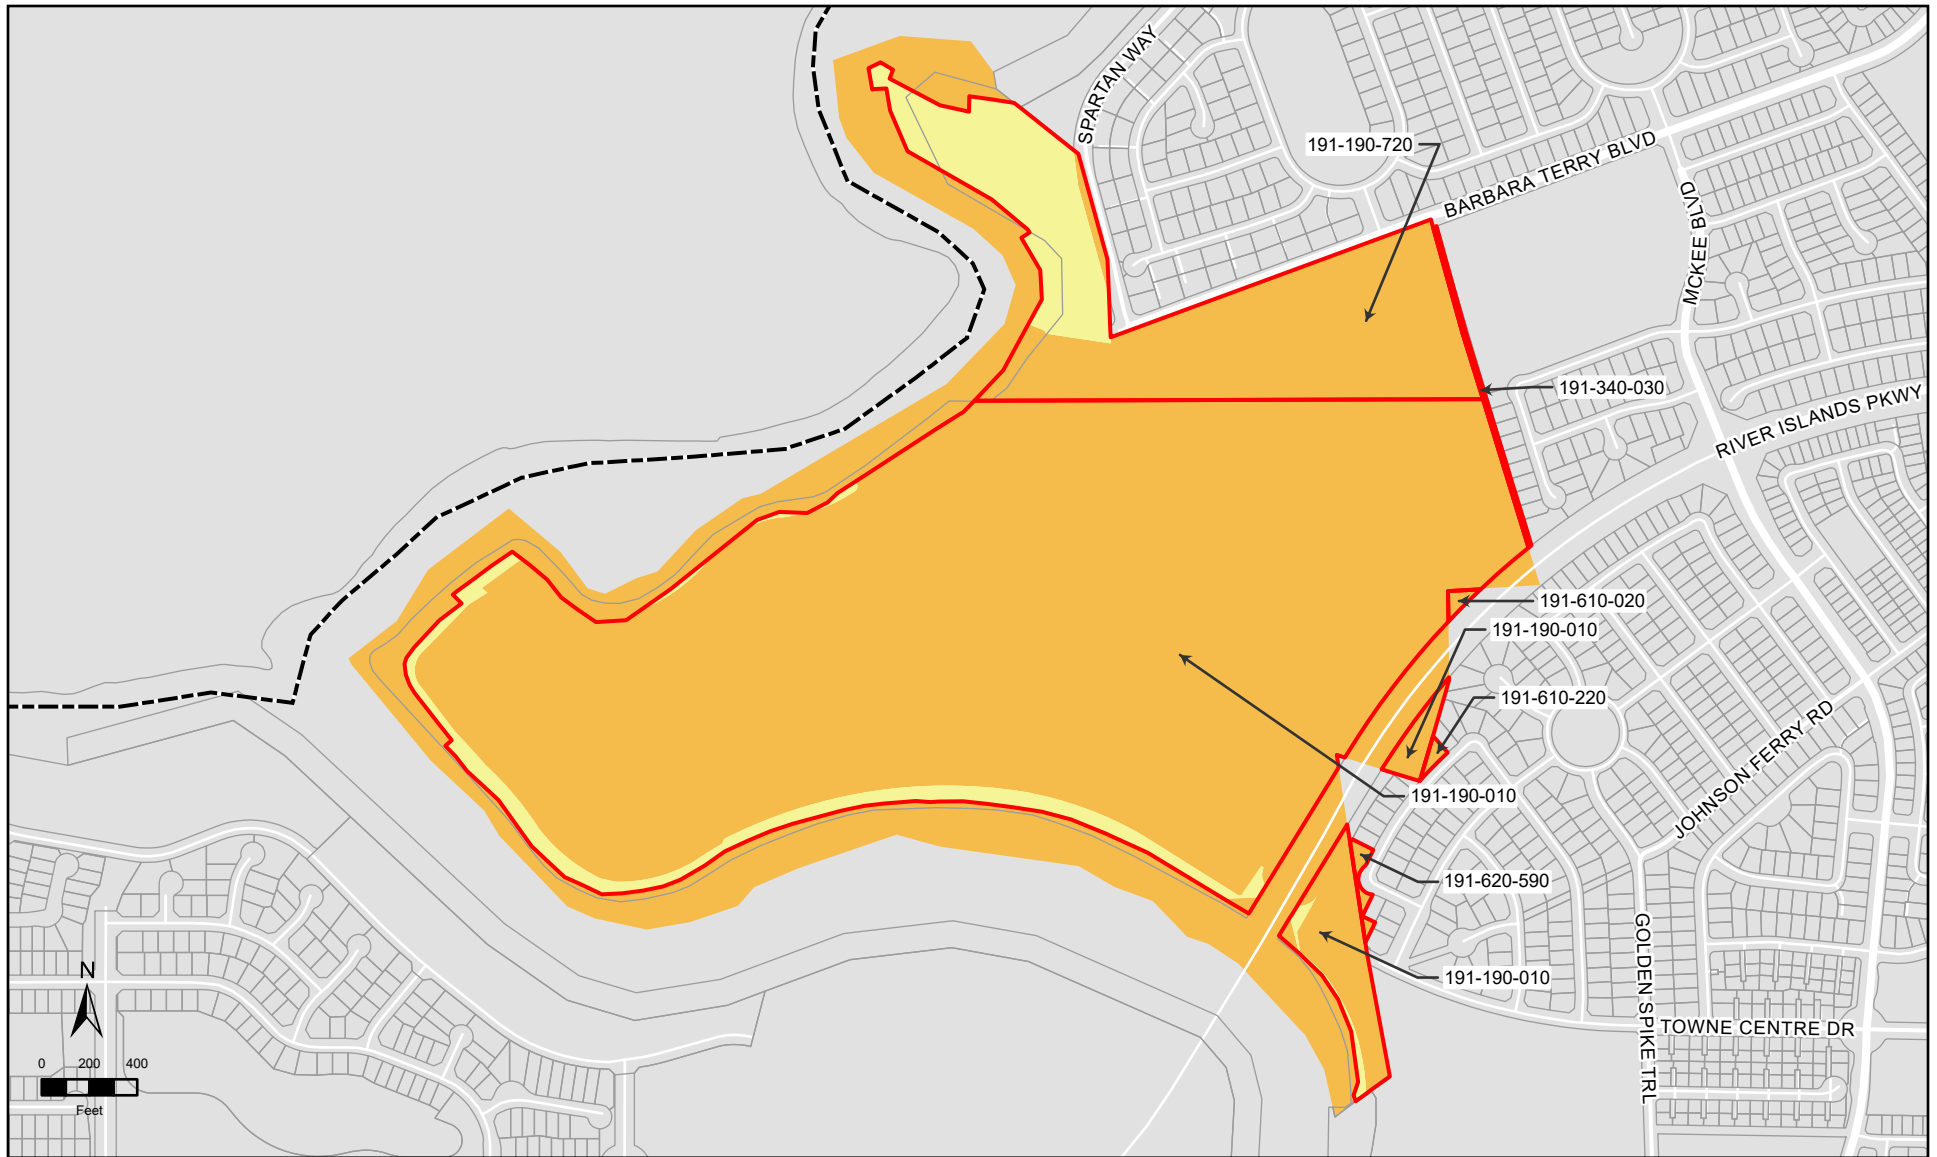 SPARTAN WAY
191-190-720
BARBARA TERRY BLVD
MCKEE BLVD
191-340-030
RIVER ISLANDS PKWY
191-610-020
191-190-010
191-610-220
JOHNSON FERRY RD
191-190-010
191-620-590
191-190-010
GOLDEN SPIKE TRL
TOWNE CENTRE DR
N
0 200 400
Feet